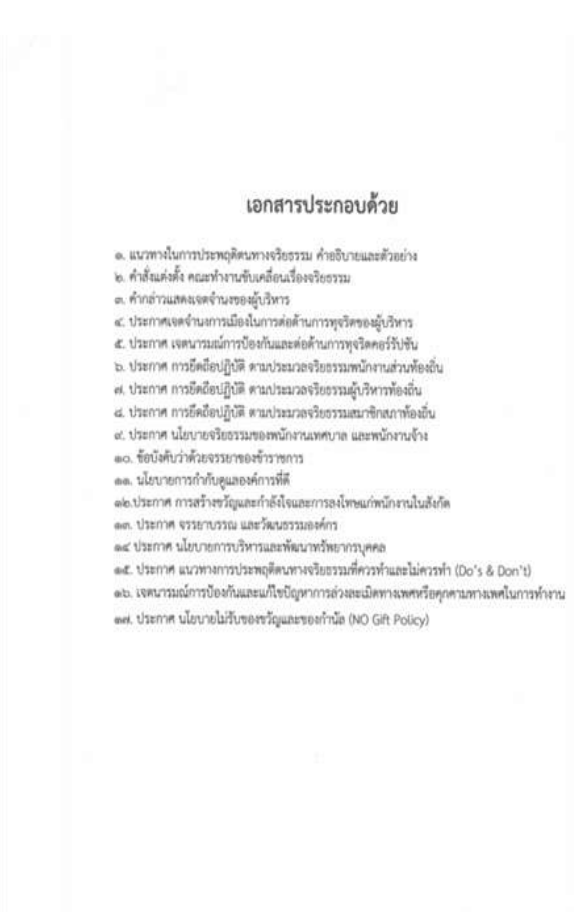 เอกสารประกอบด้วย
๑. แนวทางในการประพฤติตนทางจริยธรรม คำอธิบายและตัวอย่าง
๒. คำสั่งแต่งตั้ง คณะทำงานขับเคลื่อนเรื่องจริยธรรม
๓. คำกล่าวแสดงเจตจำนงของผู้บริหาร
๔. ประกาศเจตจำนงการเมืองในการต่อต้านการทุจริตของผู้บริหาร
๕. ประกาศ เจตนารมณ์การป้องกันและต่อต้านการทุจริตคอร์รัปชัน
๖. ประกาศ การยึดถือปฏิบัติ ตามประมวลจริยธรรมพนักงานส่วนท้องถิ่น
๗. ประกาศ การยึดถือปฏิบัติ ตามประมวลจริยธรรมผู้บริหารท้องถิ่น
๘. ประกาศ การยึดถือปฏิบัติ ตามประมวลจริยธรรมสมาชิกสภาท้องถิ่น
๙. ประกาศ นโยบายจริยธรรมของพนักงานเทศบาล และพนักงานจ้าง
๑๐. ข้อบังคับว่าด้วยจรรยาของข้าราชการ
๑๑. นโยบายการกำกับดูแลองค์การที่ดี
๑๒.ประกาศ การสร้างขวัญและกำลังใจและการลงโทษแก่พนักงานในสังกัด
๑๓. ประกาศ จรรยาบรรณ และวัฒนธรรมองค์กร
๑๔ ประกาศ นโยบายการบริหารและพัฒนาทรัพยากรบุคคล
๑๕. ประกาศ แนวทางการประพฤติตนทางจริยธรรมที่ควรทำและไม่ควรทำ (Do's & Don't)
๑๖. เจตนารมณ์การป้องกันและแก้ไขปัญหาการล่วงละเมิดทางเพศหรือคุกคามทางเพศในการทำงาน
๑๗. ประกาศ นโยบายไม่รับของขวัญและของกำนัล (NO Gift Policy)